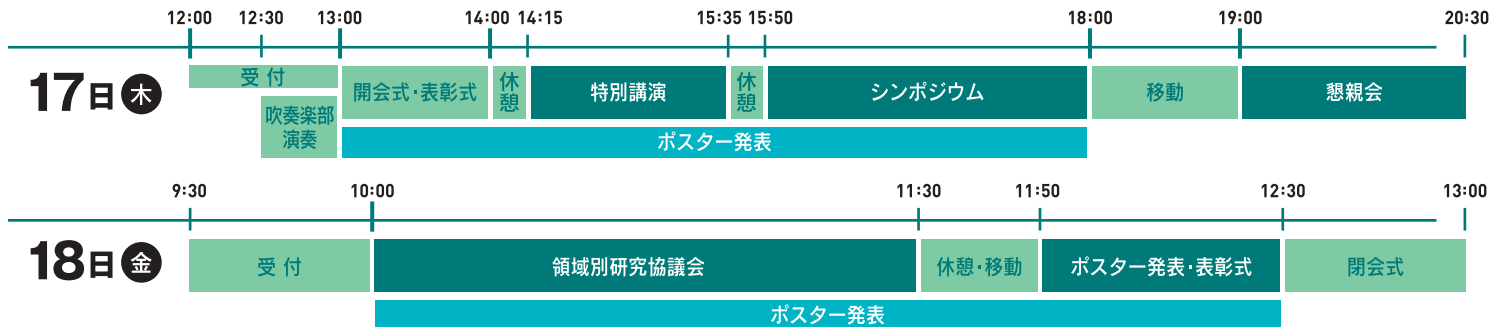 12:00 12:30 13:00 14:00 14:15 15:35 15:50 18:00 19:00 20:30
17日 木
受付
吹奏楽部
演奏
開会式・表彰式
休
憩
特別講演
休
憩
シンポジウム
移動
懇親会
ポスター発表
9:30 10:00 11:30 11:50 12:30 13:00
18日 金
受付
領域別研究協議会
休憩・移動
ポスター発表・表彰式
閉会式
ポスター発表